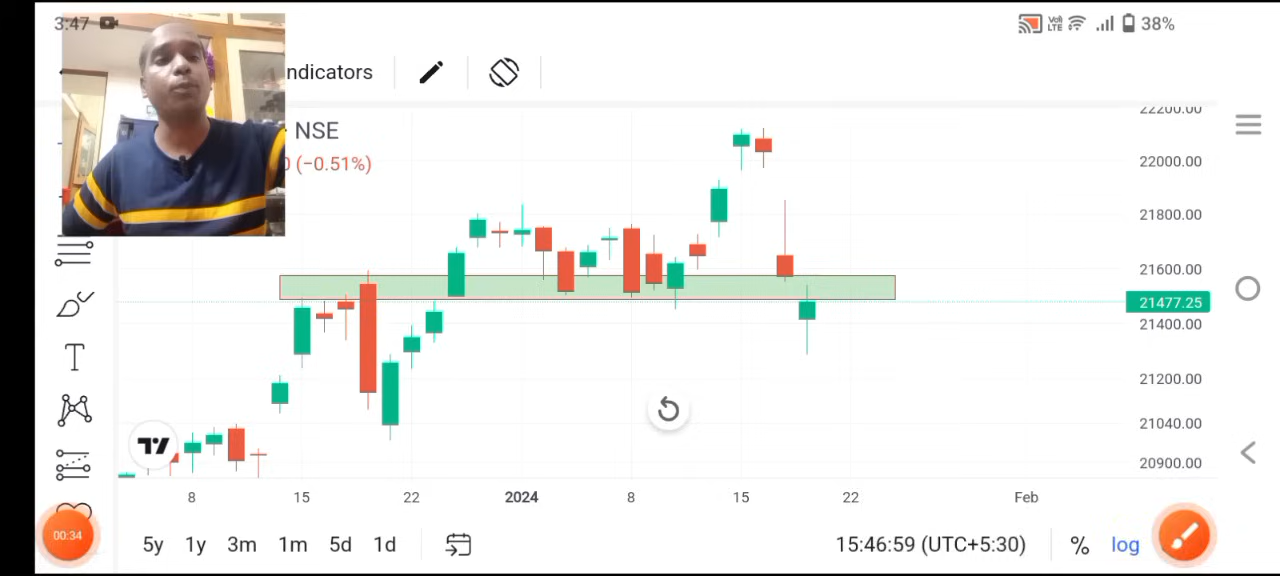 3:47
Vo)
LTE
38%
ndicators
NSE
0 (−0.51%)
22200.00
22000.00
21800.00
21600.00
21477.25
21400.00
21200.00
21040.00
20900.00
T
8 15 22 2024 8 15 22 Feb
00:34
5y 1y 3m 1m 5d 1d
15:46:59 (UTC+5:30)
% log